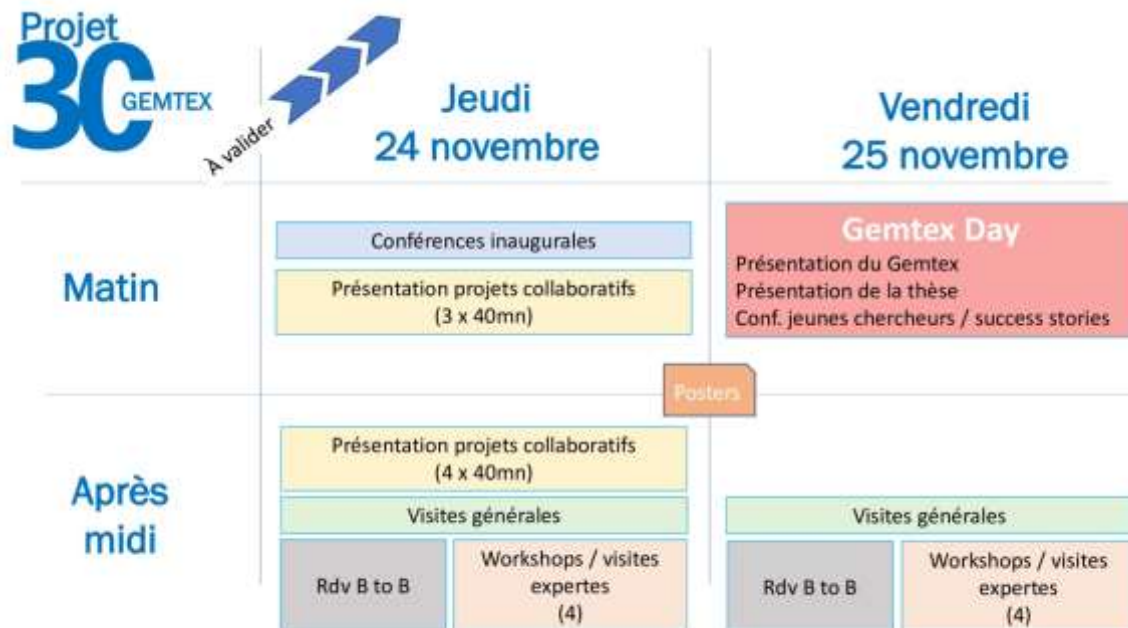 Projet
30 GEMTEX
À valider
Jeudi
24 novembre
Vendredi
25 novembre
Matin
Conférences inaugurales
Présentation projets collaboratifs
(3 x 40mn)
Gemtex Day
Présentation du Gemtex
Présentation de la thèse
Conf. jeunes chercheurs / success stories
Posters
Après
midi
Présentation projets collaboratifs
(4 x 40mn)
Visites générales
Rdv B to B
Workshops / visites
expertes
(4)
Visites générales
Rdv B to B
Workshops / visites
expertes
(4)